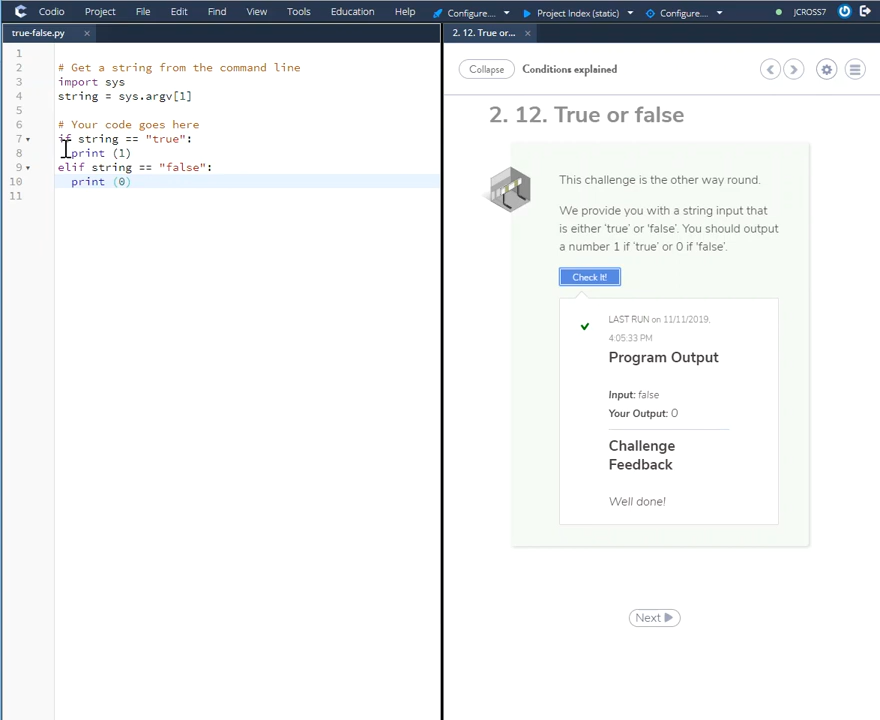 Codio Project File Edit Find View Tools Education Help Configure.... Project Index (static) Configure.... JCROSS7
true-false.py × 2. 12. True or... ×
1
2 # Get a string from the command line
3 import sys
4 string = sys.argv[1]
5
6 # Your code goes here
7 if string == "true":
8 print (1)
9 elif string == "false":
10 print (0)
11
Collapse Conditions explained
2. 12. True or false
This challenge is the other way round.
We provide you with a string input that
is either 'true' or 'false'. You should output
a number 1 if 'true' or 0 if 'false'.
Check It!
LAST RUN on 11/11/2019,
4:05:33 PM
Program Output
Input: false
Your Output: 0
Challenge
Feedback
Well done!
Next